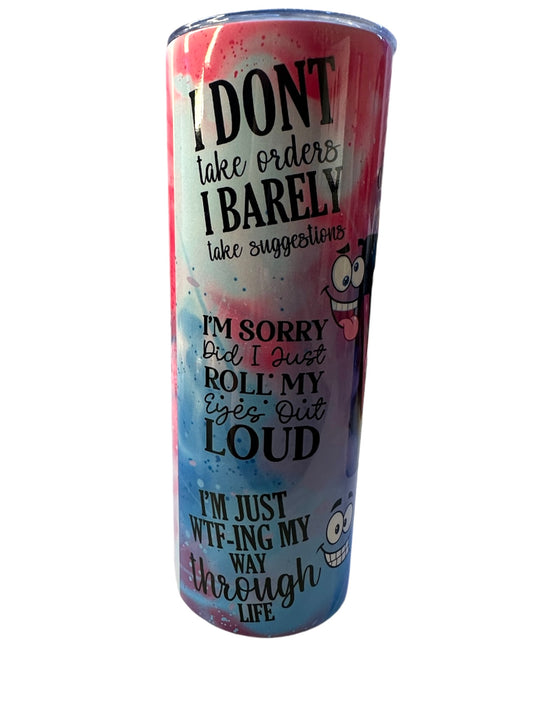 I DONT
take orders
I BARELY
take suggestions
I'M SORRY
Did I Just
ROLL MY
Eyes Out
LOUD
I'M JUST
WTF-ING MY
WAY
through
LIFE